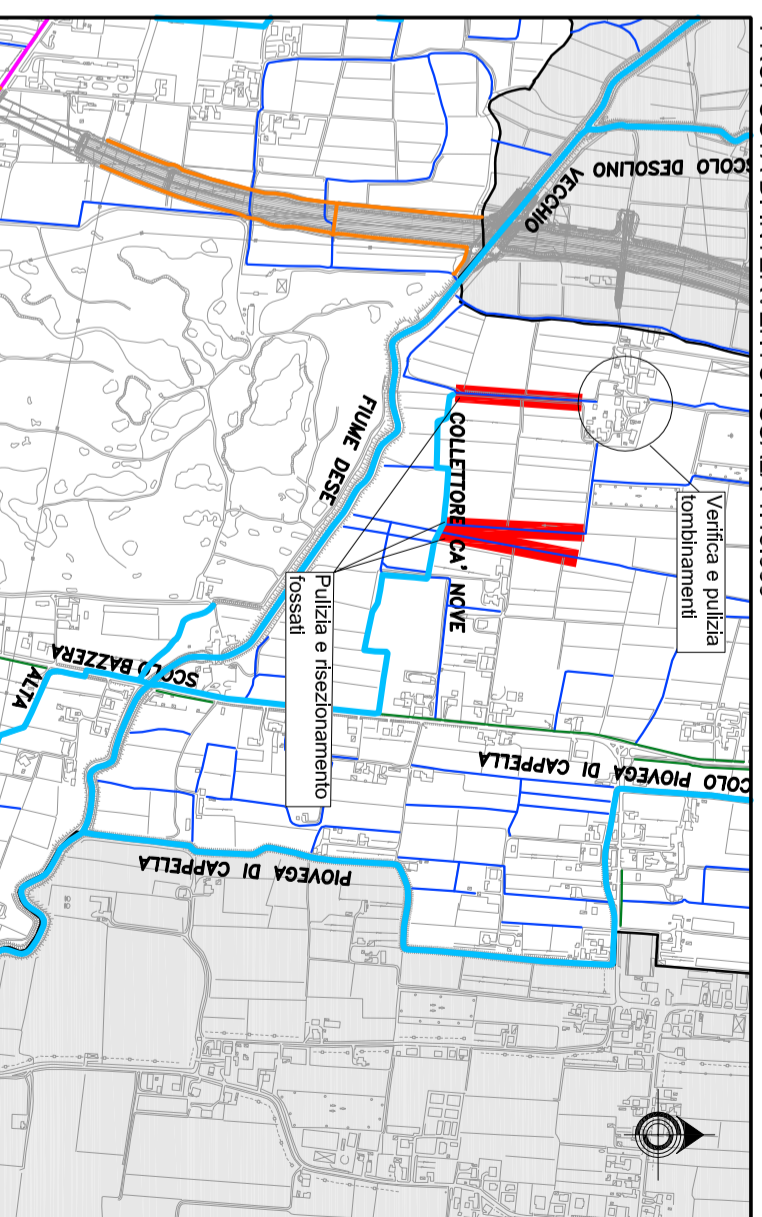 SCOLO DESOLINO
VECCHIO
Verifica e pulizia
tombinamenti
COLLETTORE CA' NOVE
FIUME DESE
Pulizia e risezionamento
fossati
SCOLO BAZZERA
ALTA
SCOLO PIOVEGA DI CAPPELLA
PIOVEGA DI CAPPELLA